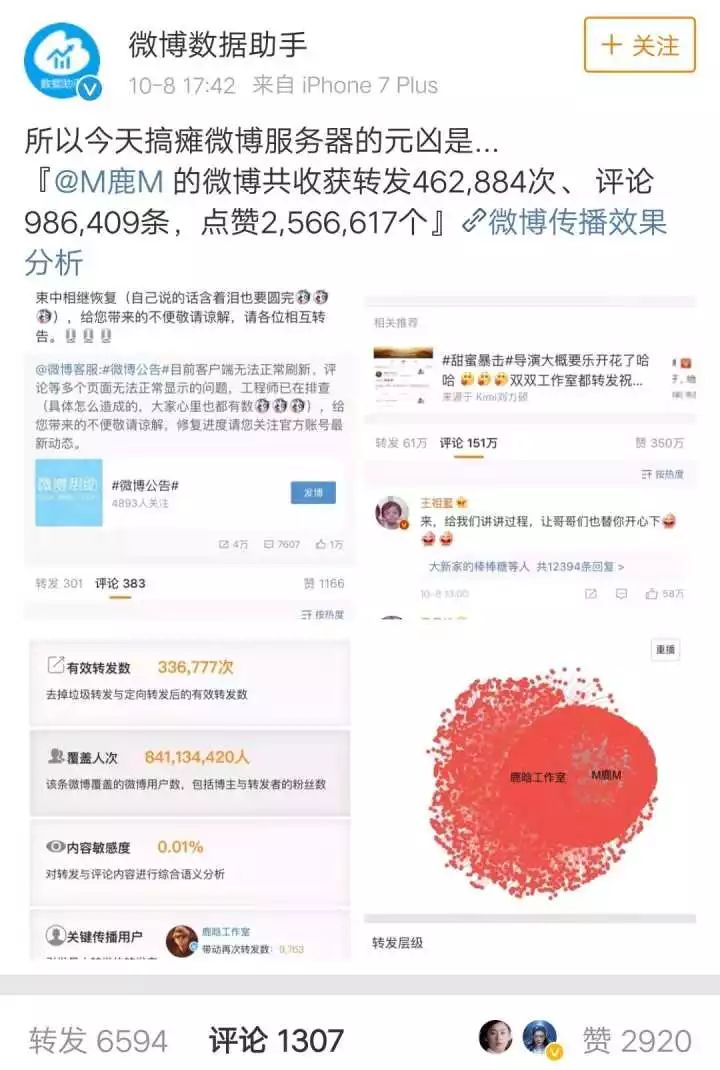 微博数据助手
+ 关注
10-8 17:42 来自 iPhone 7 Plus
所以今天搞瘫微博服务器的元凶是...
『@M鹿M 的微博共收获转发462,884次、评论
986,409条，点赞2,566,617个』微博传播效果
分析
束中相继恢复（自己说的话含着泪也要圆完
），给您带来的不便敬请谅解，请各位相互转
告。
@微博客服:#微博公告#目前客户端无法正常刷新，评
论等多个页面无法正常显示的问题，工程师已在排查
（具体怎么造成的，大家心里也都有数），给
您带来的不便敬请谅解。修复进度请您关注官方账号最
新动态。
微博帮助
#微博公告#
4893人关注
发博
4万 7607 1万
转发 301 评论 383 赞 1166
按热度
相关推荐
#甜蜜暴击#导演大概要乐开花了哈
哈双双工作室都转发祝...
来源于 Kimi刘力硕
转发 61万 评论 151万 赞 350万
按热度
来，给我们讲讲过程，让哥哥们也替你开心下
大新家的棒棒糖等人 共12394条回复 >
10-8 13:00 58万
有效转发数 336,777次
去掉垃圾转发与定向转发后的有效转发数
覆盖人次 841,134,420人
该条微博覆盖的微博用户数，包括博主与转发者的粉丝数
内容敏感度 0.01%
对转发与评论内容进行综合语义分析
关键传播用户 鹿晗工作室
带动再次转发数: 9,763
重播
鹿晗工作室 M鹿M
转发层级
转发 6594 评论 1307 赞 2920